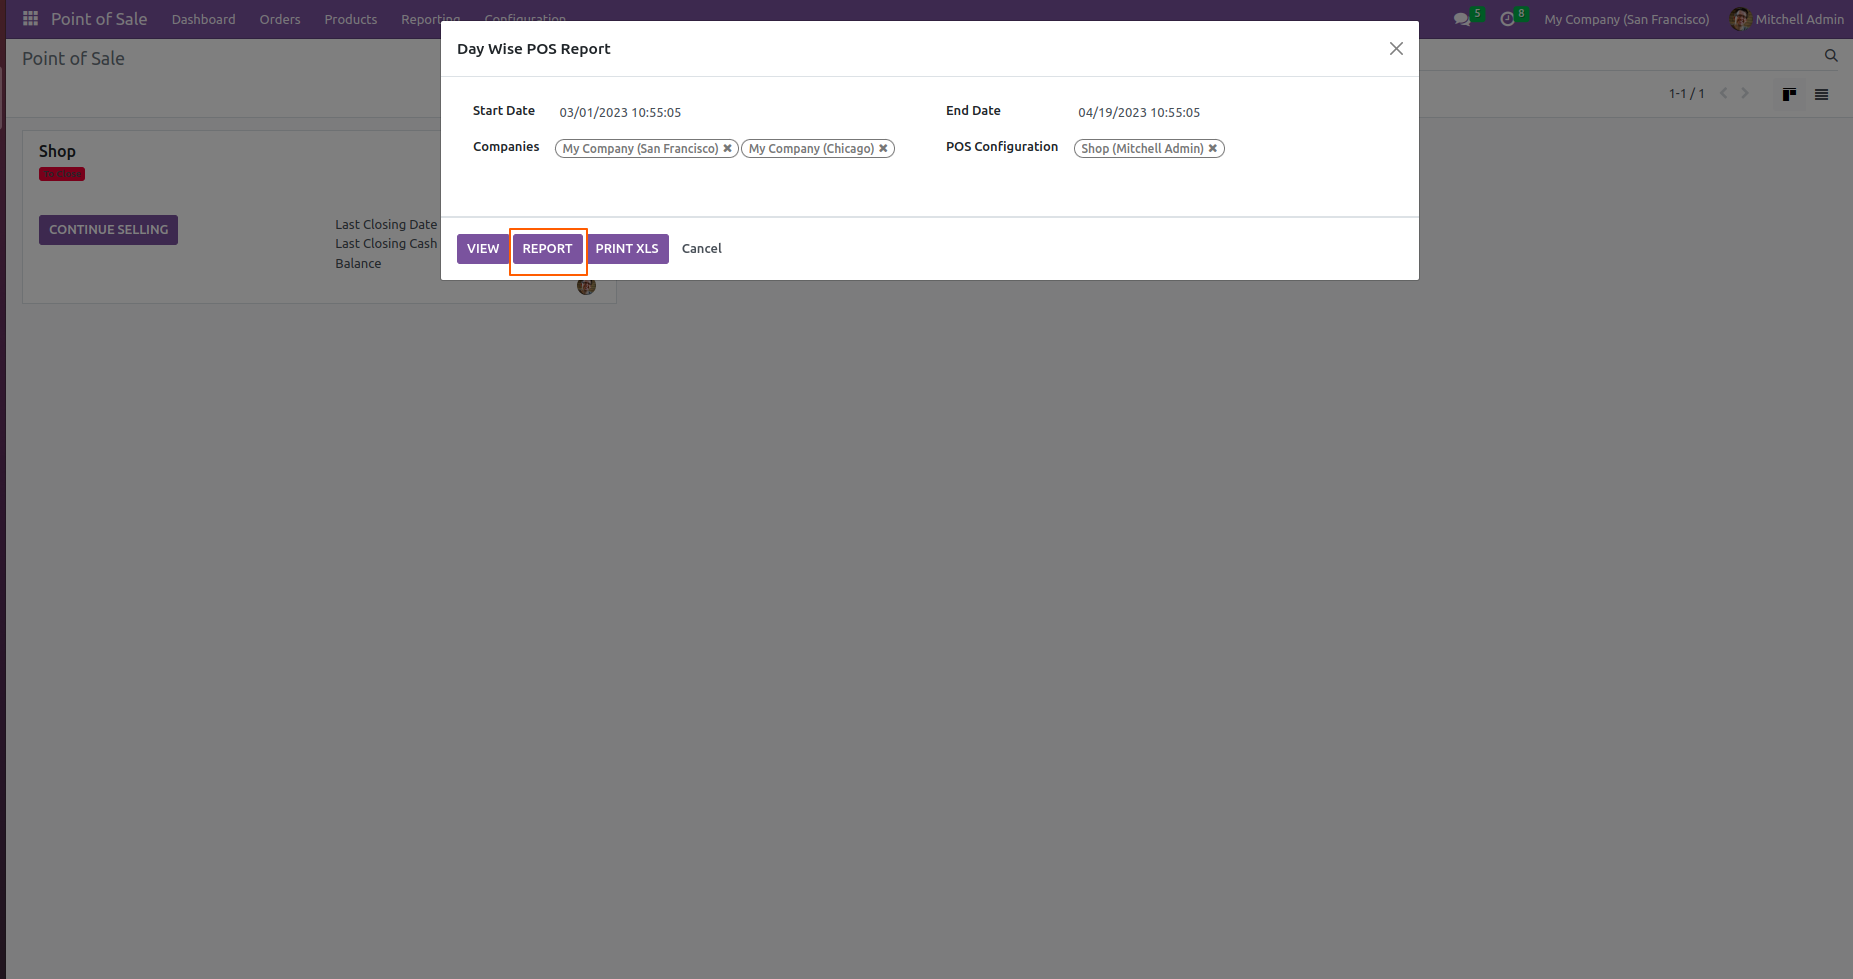 Point of Sale Dashboard Orders Products Reporting Configuration 5 8 My Company (San Francisco) Mitchell Admin
Point of Sale
1-1 / 1
Day Wise POS Report
Start Date 03/01/2023 10:55:05 End Date 04/19/2023 10:55:05
Companies My Company (San Francisco) ✖ My Company (Chicago) ✖ POS Configuration Shop (Mitchell Admin) ✖
VIEW REPORT PRINT XLS Cancel
Shop
CONTINUE SELLING
Last Closing Date
Last Closing Cash
Balance